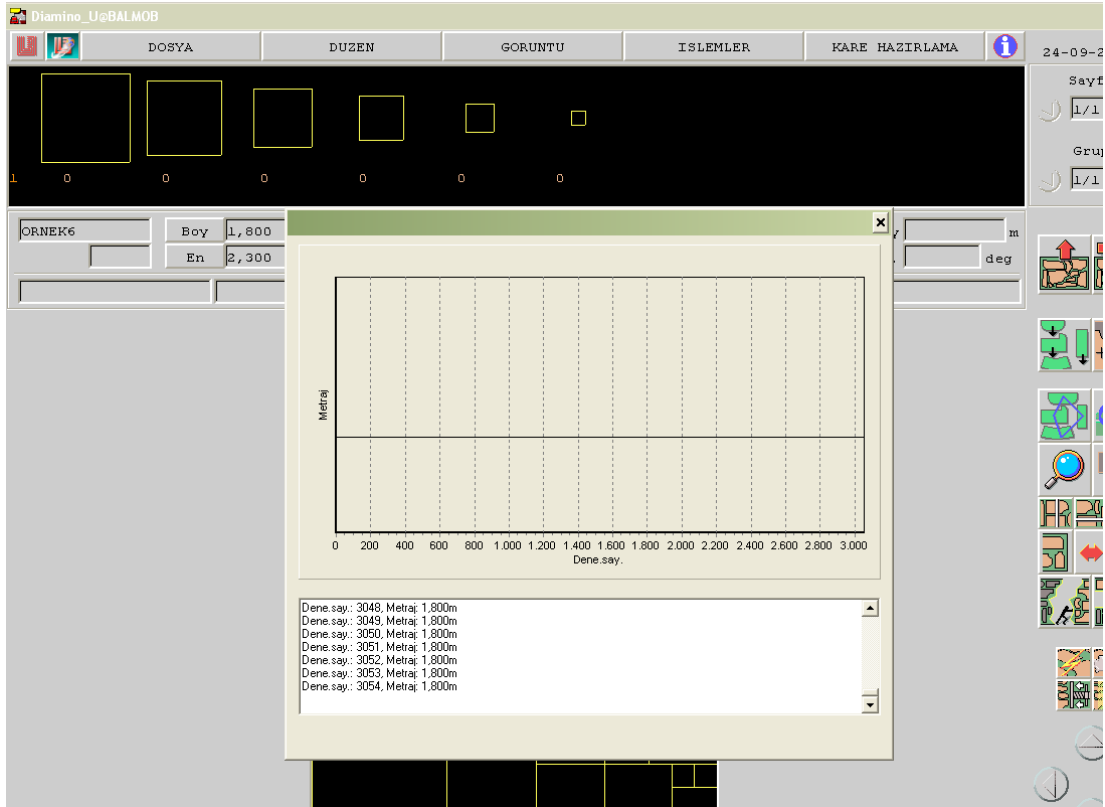 Diamino_U@BALMOB
DOSYA DUZEN GORUNTU ISLEMLER KARE HAZIRLAMA i
24-09-2
Sayf
1/1
Grup
1/1
1 0 0 0 0 0 0
ORNEK6 Boy 1,800 m
En 2,300 deg
Metraj
0 200 400 600 800 1.000 1.200 1.400 1.600 1.800 2.000 2.200 2.400 2.600 2.800 3.000
Dene.say.
Dene.say.: 3048, Metraj: 1,800m
Dene.say.: 3049, Metraj: 1,800m
Dene.say.: 3050, Metraj: 1,800m
Dene.say.: 3051, Metraj: 1,800m
Dene.say.: 3052, Metraj: 1,800m
Dene.say.: 3053, Metraj: 1,800m
Dene.say.: 3054, Metraj: 1,800m